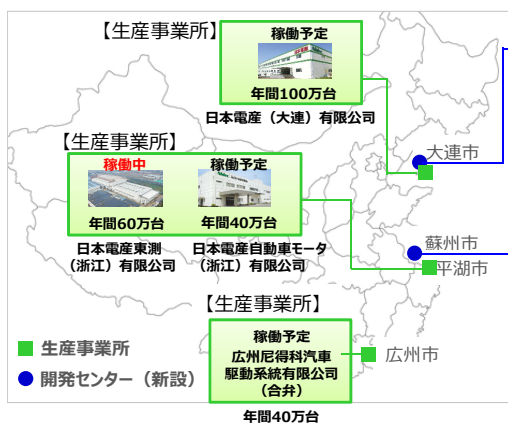 【生産事業所】
稼働予定
年間100万台
日本電産（大連）有限公司
【生産事業所】
稼働中
稼働予定
年間60万台
年間40万台
日本電産東測
（浙江）有限公司
日本電産自動車モータ
（浙江）有限公司
大連市
蘇州市
平湖市
【生産事業所】
稼働予定
広州尼得科汽車
駆動系統有限公司
（合弁）
広州市
年間40万台
生産事業所
開発センター（新設）